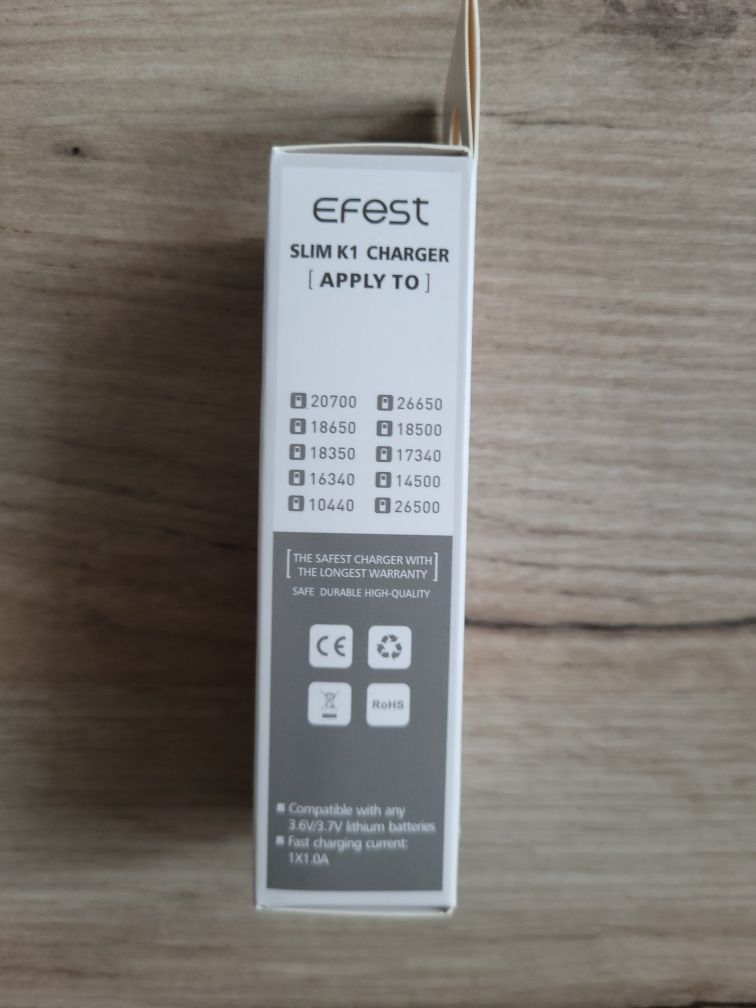 EFEST
SLIM K1 CHARGER
[ APPLY TO ]
20700 26650
18650 18500
18350 17340
16340 14500
10440 26500
[THE SAFEST CHARGER WITH
THE LONGEST WARRANTY]
SAFE DURABLE HIGH-QUALITY
CE
RoHS
Compatible with any
3.6V/3.7V lithium batteries
Fast charging current:
1X1.0A